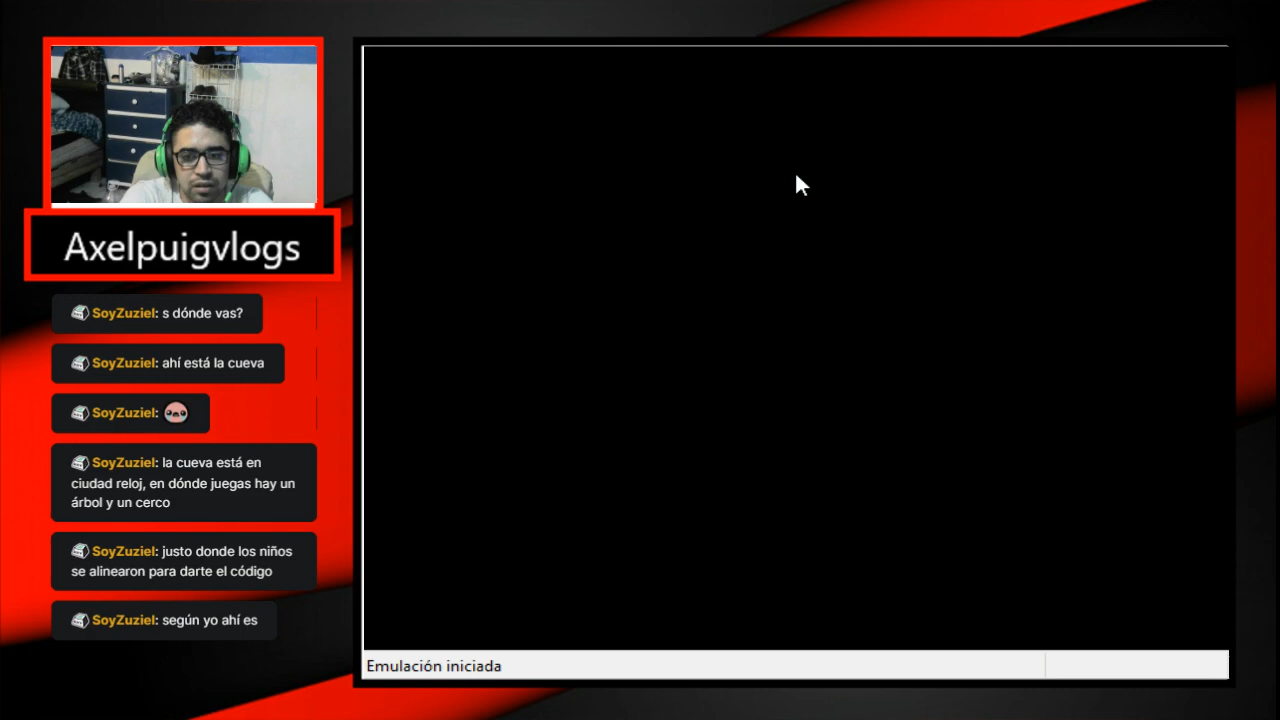 Axelpuigvlogs
SoyZuziel: s dónde vas?
SoyZuziel: ahí está la cueva
SoyZuziel:
SoyZuziel: la cueva está en
ciudad reloj, en dónde juegas hay un
árbol y un cerco
SoyZuziel: justo donde los niños
se alinearon para darte el código
SoyZuziel: según yo ahí es
Emulación iniciada